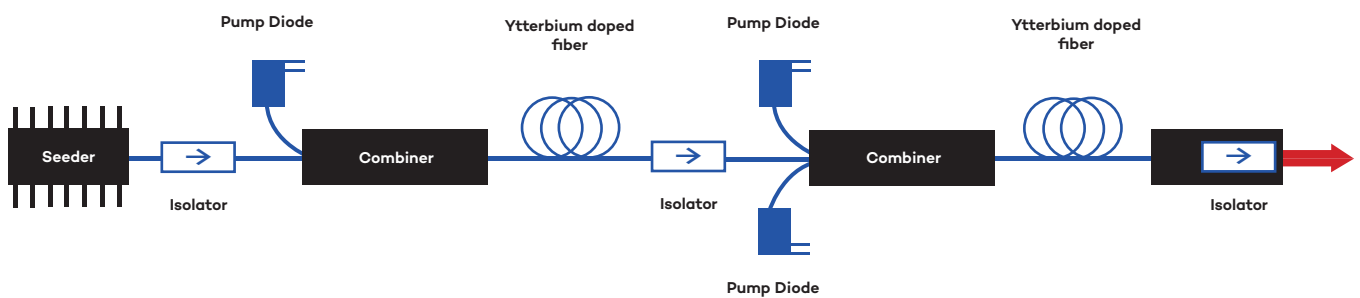 Pump Diode
Ytterbium doped
fiber
Pump Diode
Ytterbium doped
fiber
Seeder
Combiner
Combiner
Isolator
Isolator
Isolator
Pump Diode